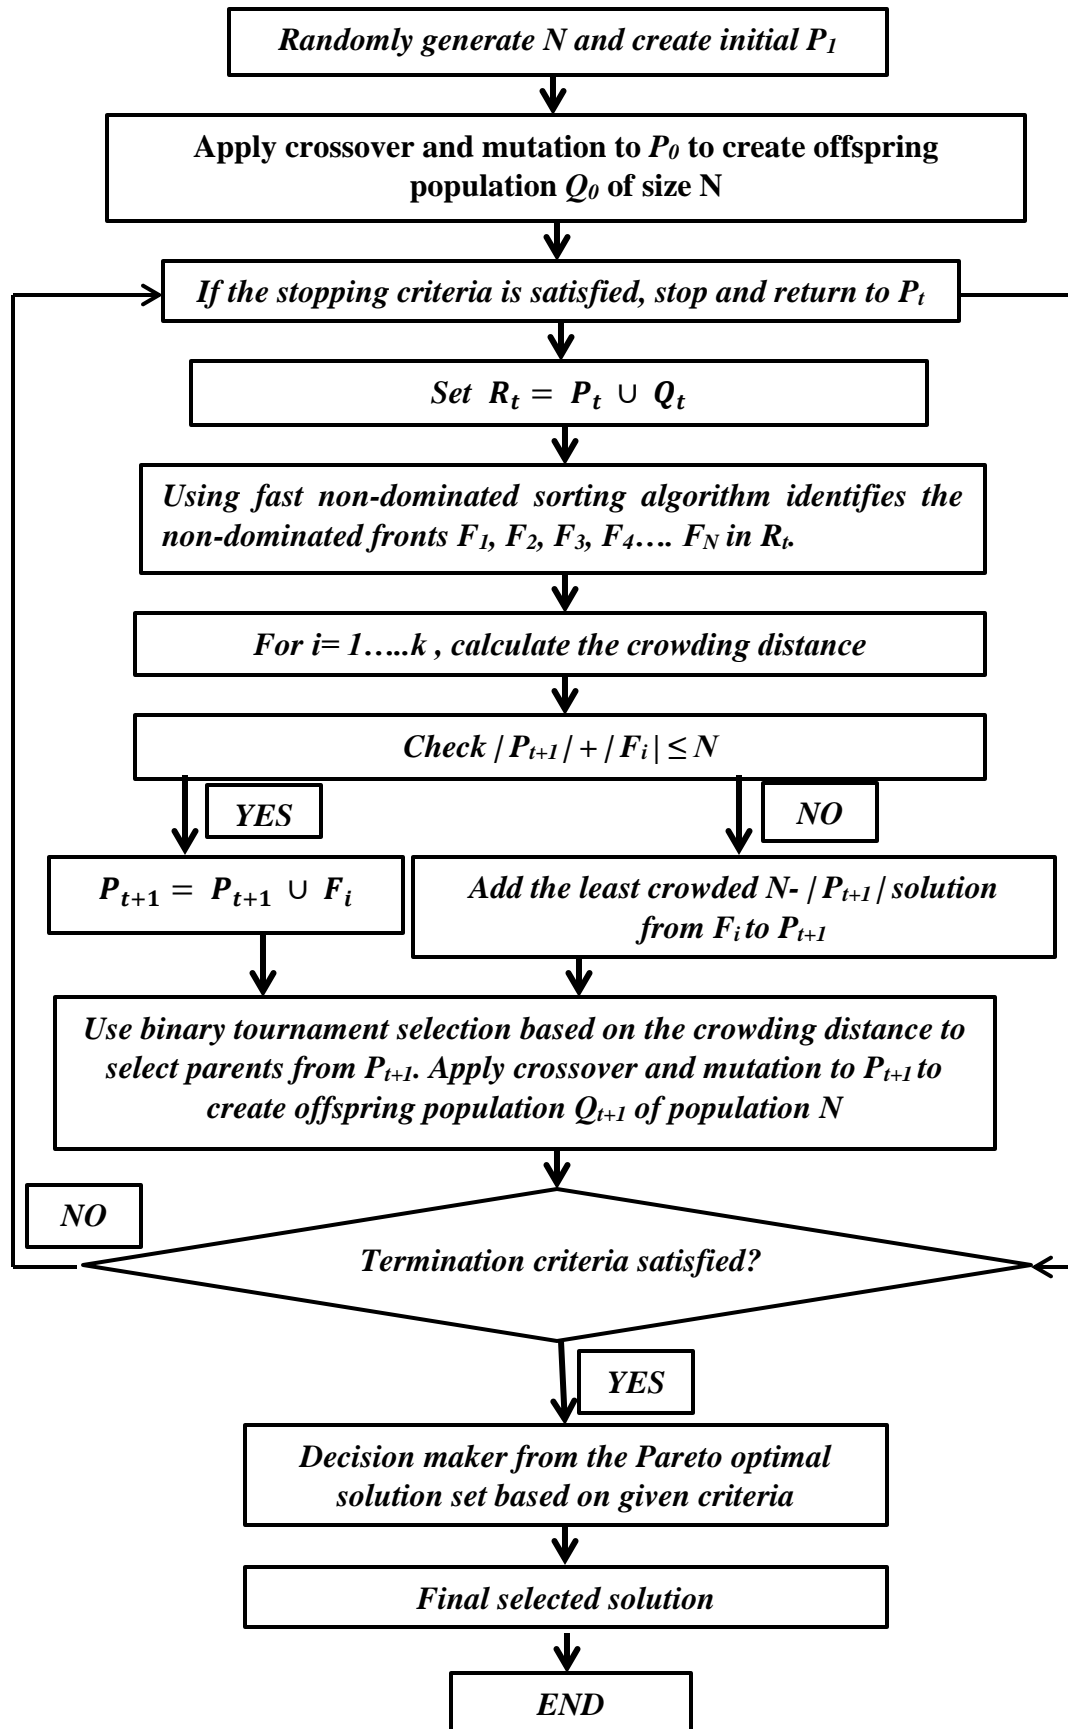 Randomly generate N and create initial P₁
Apply crossover and mutation to P₀ to create offspring
population Q₀ of size N
If the stopping criteria is satisfied, stop and return to Pₜ
Set Rₜ = Pₜ ∪ Qₜ
Using fast non-dominated sorting algorithm identifies the
non-dominated fronts F₁, F₂, F₃, F₄…. F_N in Rₜ.
For i= 1…..k , calculate the crowding distance
Check |Pₜ₊₁| + |Fᵢ| ≤ N
YES
NO
Pₜ₊₁ = Pₜ₊₁ ∪ Fᵢ
Add the least crowded N- |Pₜ₊₁| solution
from Fᵢ to Pₜ₊₁
Use binary tournament selection based on the crowding distance to
select parents from Pₜ₊₁. Apply crossover and mutation to Pₜ₊₁ to
create offspring population Qₜ₊₁ of population N
NO
Termination criteria satisfied?
YES
Decision maker from the Pareto optimal
solution set based on given criteria
Final selected solution
END